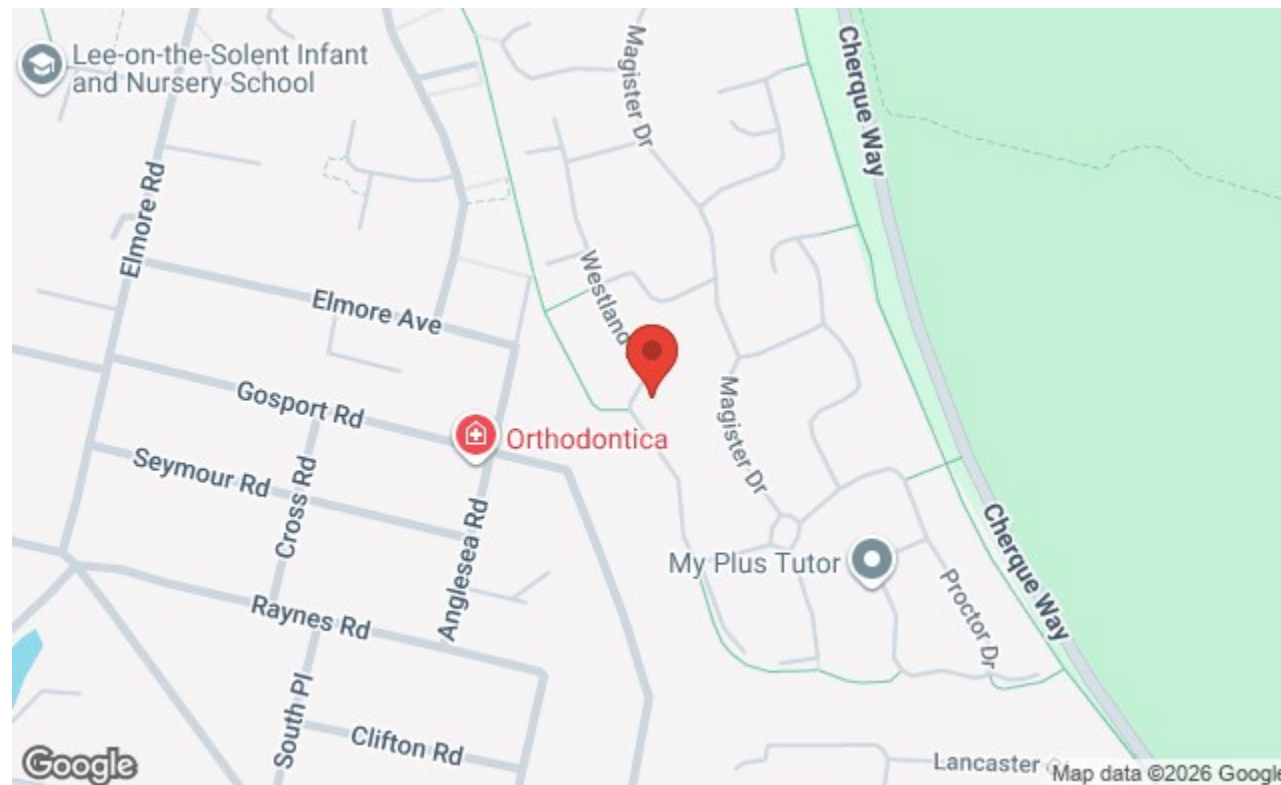 Lee-on-the-Solent Infant
and Nursery School
Magister Dr
Cherque Way
Elmore Rd
Westland
Elmore Ave
Gosport Rd
Magister Dr
Orthodontica
Seymour Rd
Cross Rd
Anglesea Rd
My Plus Tutor
Cherque Way
Proctor Dr
Raynes Rd
South Pl
Clifton Rd
Lancaster
Google
Map data ©2026 Google